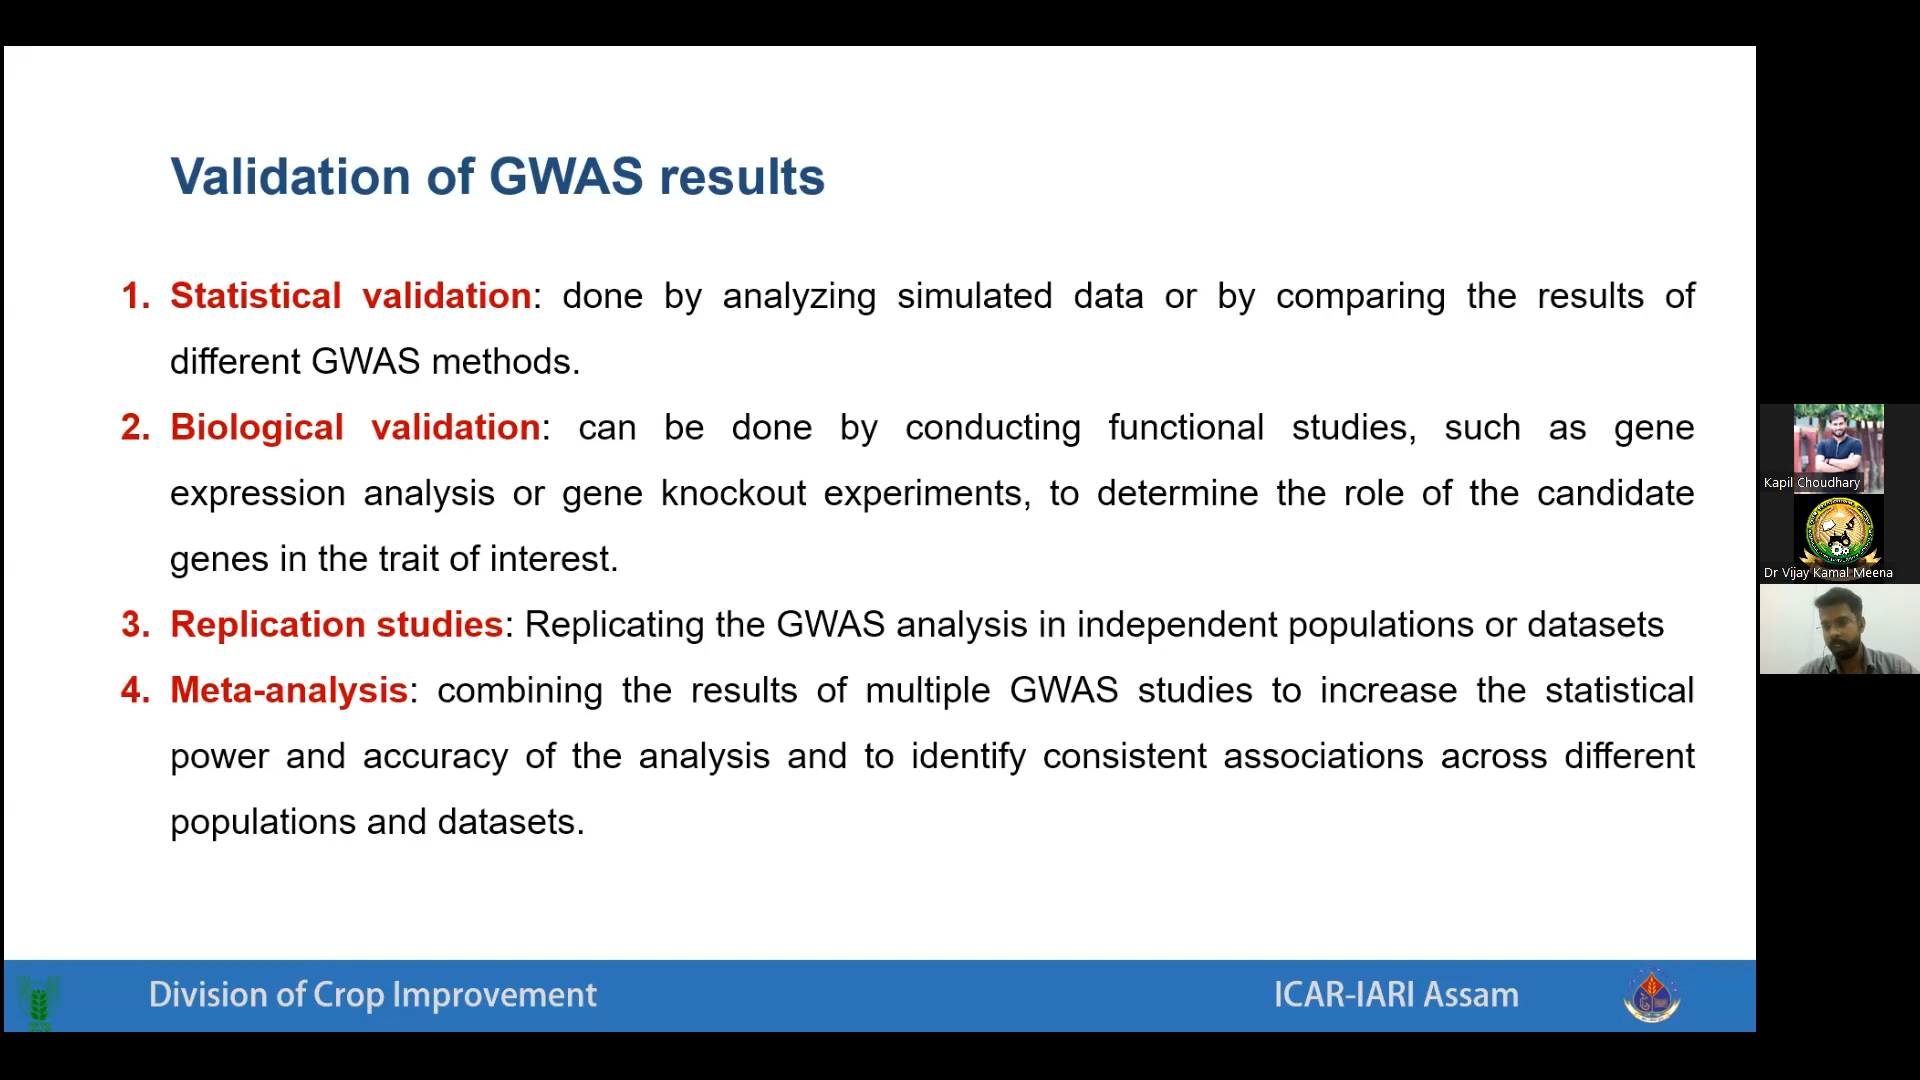 Validation of GWAS results
1. Statistical validation: done by analyzing simulated data or by comparing the results of
different GWAS methods.
2. Biological validation: can be done by conducting functional studies, such as gene
expression analysis or gene knockout experiments, to determine the role of the candidate
genes in the trait of interest.
3. Replication studies: Replicating the GWAS analysis in independent populations or datasets
4. Meta-analysis: combining the results of multiple GWAS studies to increase the statistical
power and accuracy of the analysis and to identify consistent associations across different
populations and datasets.
Kapil Choudhary
Dr Vijay Kamal Meena
Division of Crop Improvement
ICAR-IARI Assam